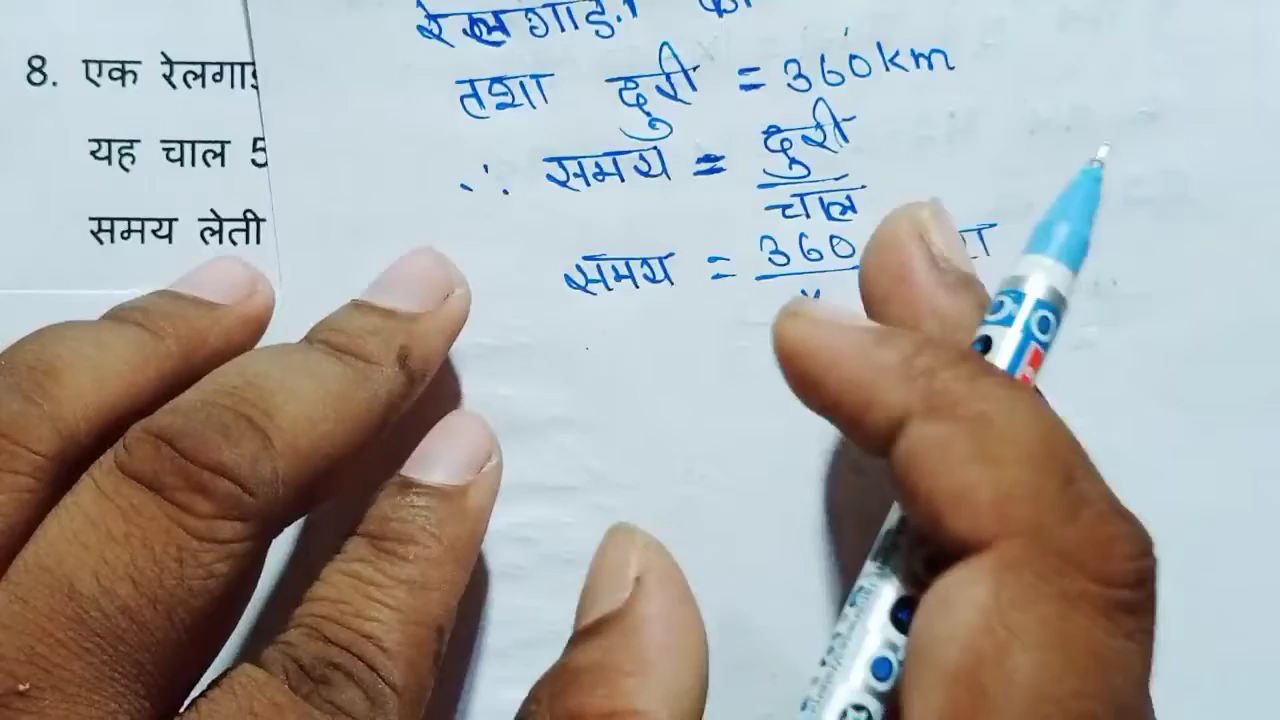 8. एक रेलगा
यह चाल 5
समय लेती
तथा दुरी = 360km
∴ समय = दुरी
चाल
समय = 360